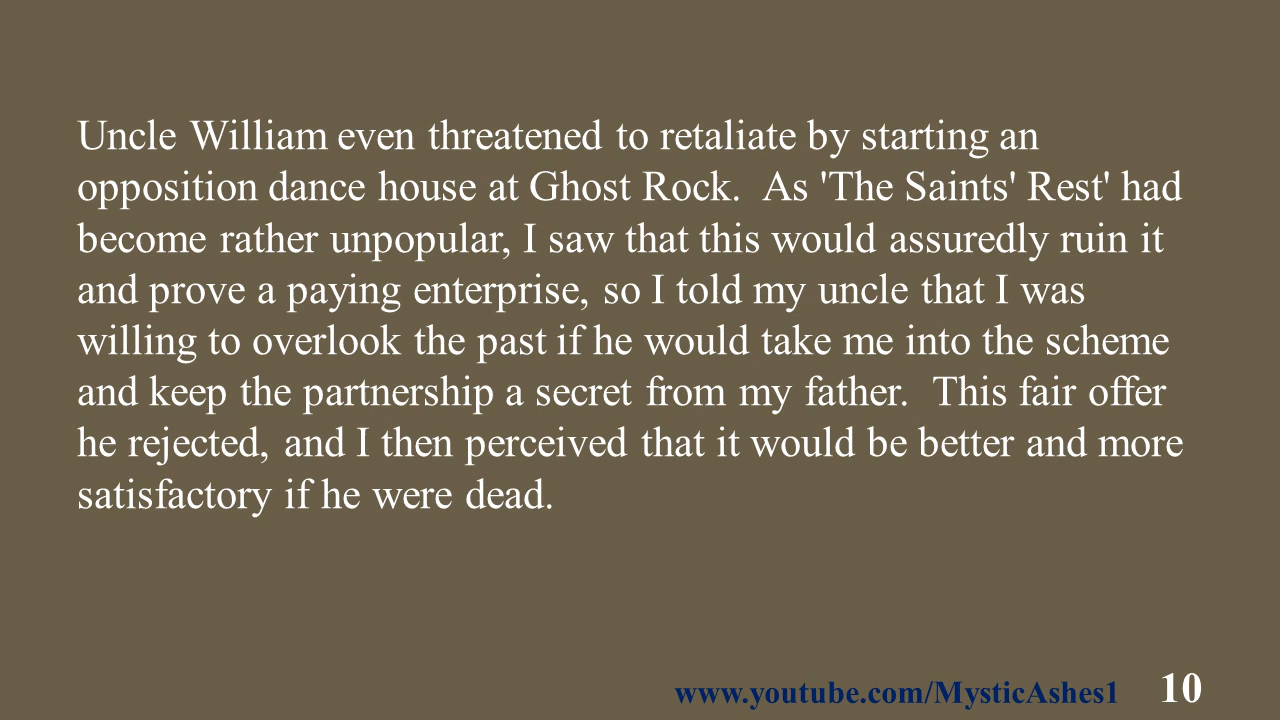 Uncle William even threatened to retaliate by starting an
opposition dance house at Ghost Rock.  As 'The Saints' Rest' had
become rather unpopular, I saw that this would assuredly ruin it
and prove a paying enterprise, so I told my uncle that I was
willing to overlook the past if he would take me into the scheme
and keep the partnership a secret from my father.  This fair offer
he rejected, and I then perceived that it would be better and more
satisfactory if he were dead.
www.youtube.com/MysticAshes1 10